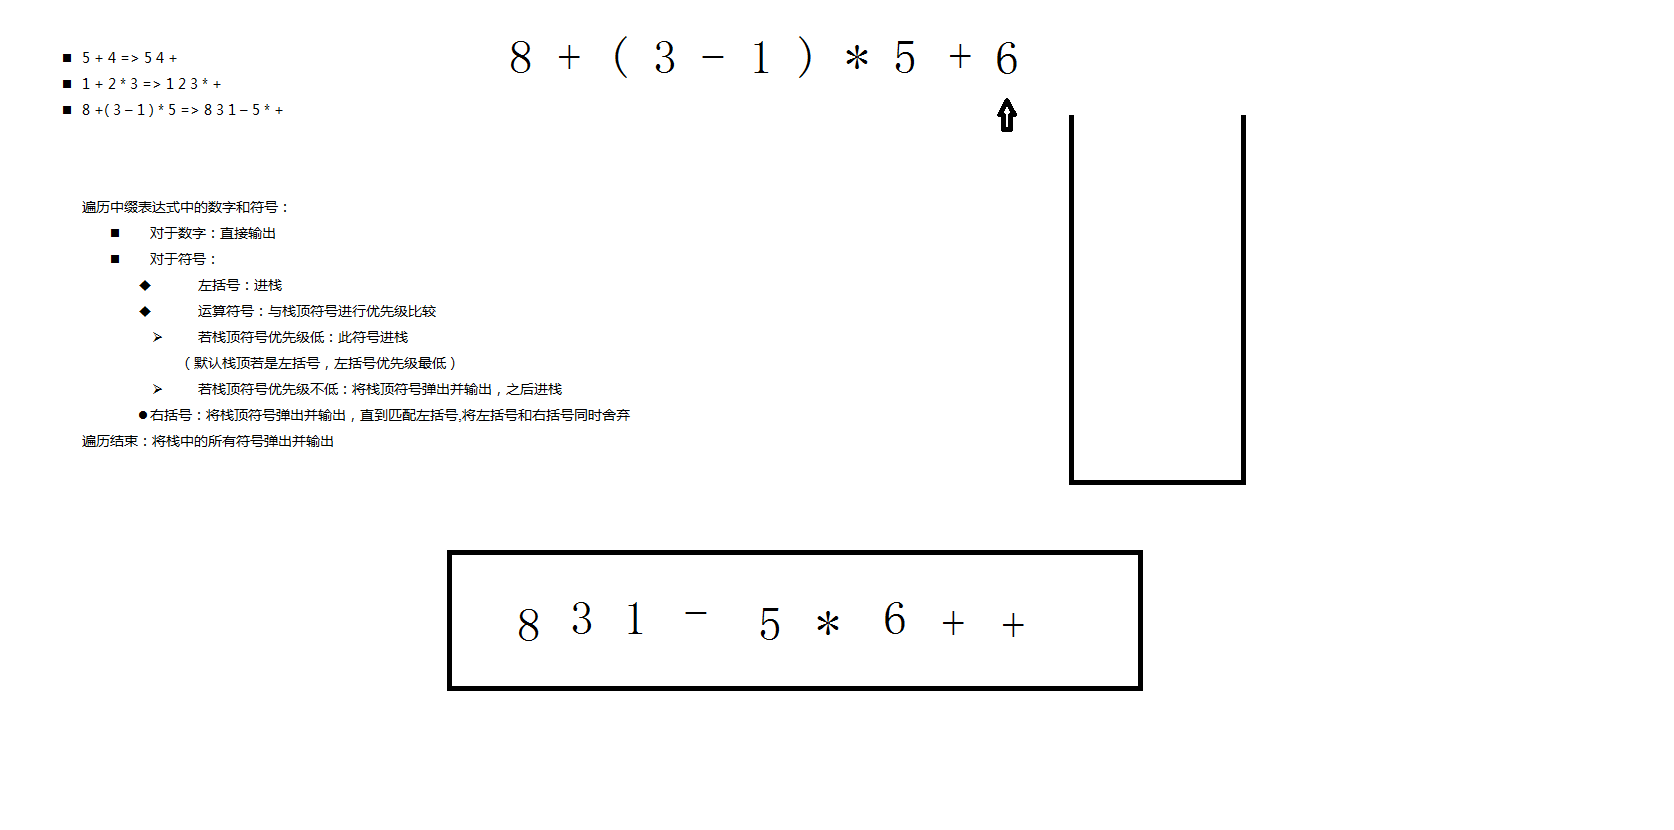 ■ 5 + 4 => 5 4 +
■ 1 + 2 * 3 => 1 2 3 * +
■ 8 +( 3 – 1 ) * 5 => 8 3 1 – 5 * +
8 + ( 3 - 1 ) * 5 + 6
遍历中缀表达式中的数字和符号：
■ 对于数字：直接输出
■ 对于符号：
◆ 左括号：进栈
◆ 运算符号：与栈顶符号进行优先级比较
➢ 若栈顶符号优先级低：此符号进栈
（默认栈顶若是左括号，左括号优先级最低）
➢ 若栈顶符号优先级不低：将栈顶符号弹出并输出，之后进栈
●右括号：将栈顶符号弹出并输出，直到匹配左括号,将左括号和右括号同时舍弃
遍历结束：将栈中的所有符号弹出并输出
8 3 1 - 5 * 6 + +